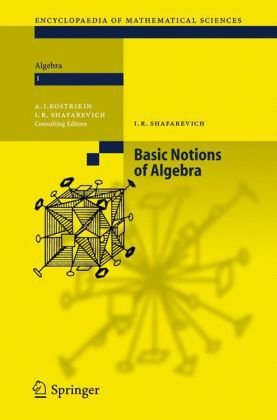 ENCYCLOPAEDIA OF MATHEMATICAL SCIENCES
Algebra
I
A. I. KOSTRIKIN
I. R. SHAFAREVICH
Consulting Editors
I. R. SHAFAREVICH
Basic Notions
of Algebra
Springer